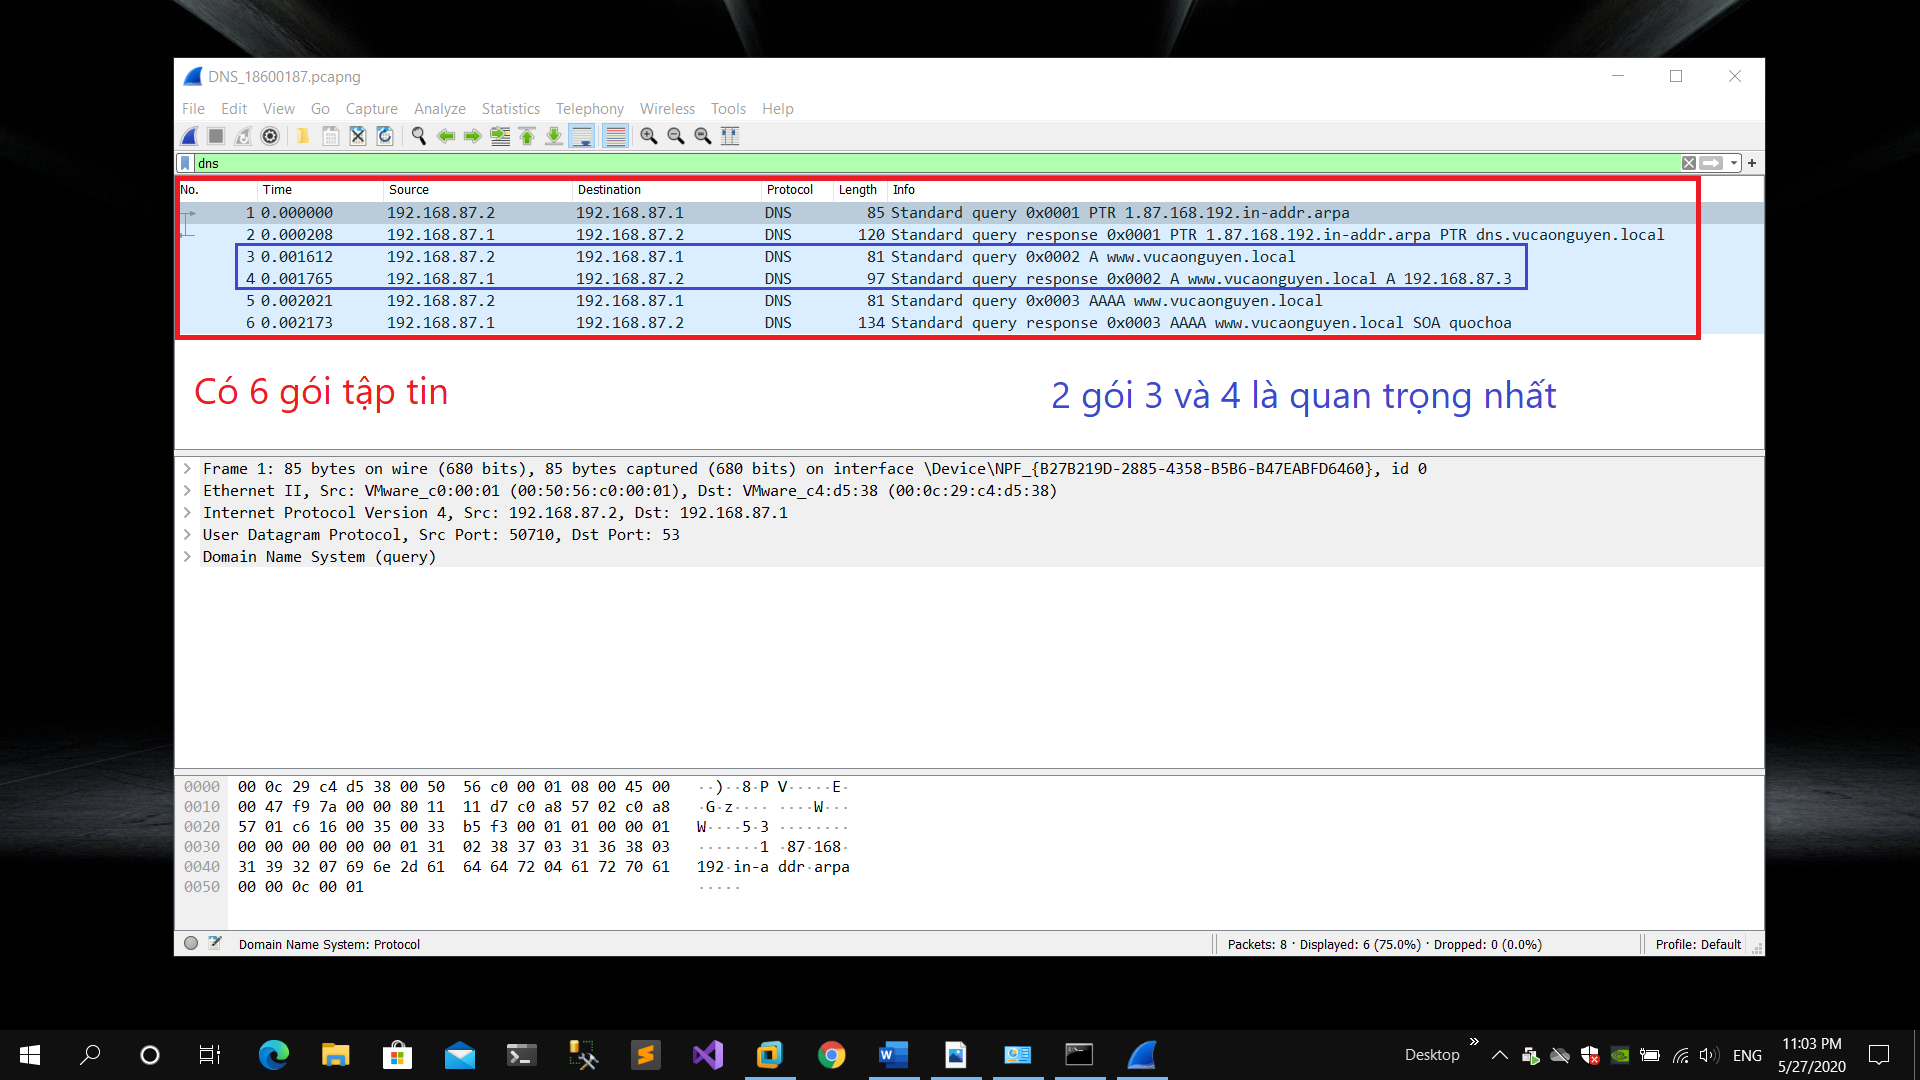 DNS_18600187.pcapng
File Edit View Go Capture Analyze Statistics Telephony Wireless Tools Help
dns
No. Time Source Destination Protocol Length Info
1 0.000000 192.168.87.2 192.168.87.1 DNS 85 Standard query 0x0001 PTR 1.87.168.192.in-addr.arpa
2 0.000208 192.168.87.1 192.168.87.2 DNS 120 Standard query response 0x0001 PTR 1.87.168.192.in-addr.arpa PTR dns.vucaonguyen.local
3 0.001612 192.168.87.2 192.168.87.1 DNS 81 Standard query 0x0002 A www.vucaonguyen.local
4 0.001765 192.168.87.1 192.168.87.2 DNS 97 Standard query response 0x0002 A www.vucaonguyen.local A 192.168.87.3
5 0.002021 192.168.87.2 192.168.87.1 DNS 81 Standard query 0x0003 AAAA www.vucaonguyen.local
6 0.002173 192.168.87.1 192.168.87.2 DNS 134 Standard query response 0x0003 AAAA www.vucaonguyen.local SOA quochoa
Có 6 gói tập tin
2 gói 3 và 4 là quan trọng nhất
Frame 1: 85 bytes on wire (680 bits), 85 bytes captured (680 bits) on interface \Device\NPF_{B27B219D-2885-4358-B5B6-B47EABFD6460}, id 0
Ethernet II, Src: VMware_c0:00:01 (00:50:56:c0:00:01), Dst: VMware_c4:d5:38 (00:0c:29:c4:d5:38)
Internet Protocol Version 4, Src: 192.168.87.2, Dst: 192.168.87.1
User Datagram Protocol, Src Port: 50710, Dst Port: 53
Domain Name System (query)
0000 00 0c 29 c4 d5 38 00 50 56 c0 00 01 08 00 45 00 ··)··8·P V·····E·
0010 00 47 f9 7a 00 00 80 11 11 d7 c0 a8 57 02 c0 a8 ·G·z···· ····W···
0020 57 01 c6 16 00 35 00 33 b5 f3 00 01 01 00 00 01 W····5·3 ········
0030 00 00 00 00 00 00 01 31 02 38 37 03 31 36 38 03 ·······1 ·87·168·
0040 31 39 32 07 69 6e 2d 61 64 64 72 04 61 72 70 61 192·in-a ddr·arpa
0050 00 00 0c 00 01 ·····
Domain Name System: Protocol
Packets: 8 · Displayed: 6 (75.0%) · Dropped: 0 (0.0%)
Profile: Default
Desktop
ENG
11:03 PM
5/27/2020